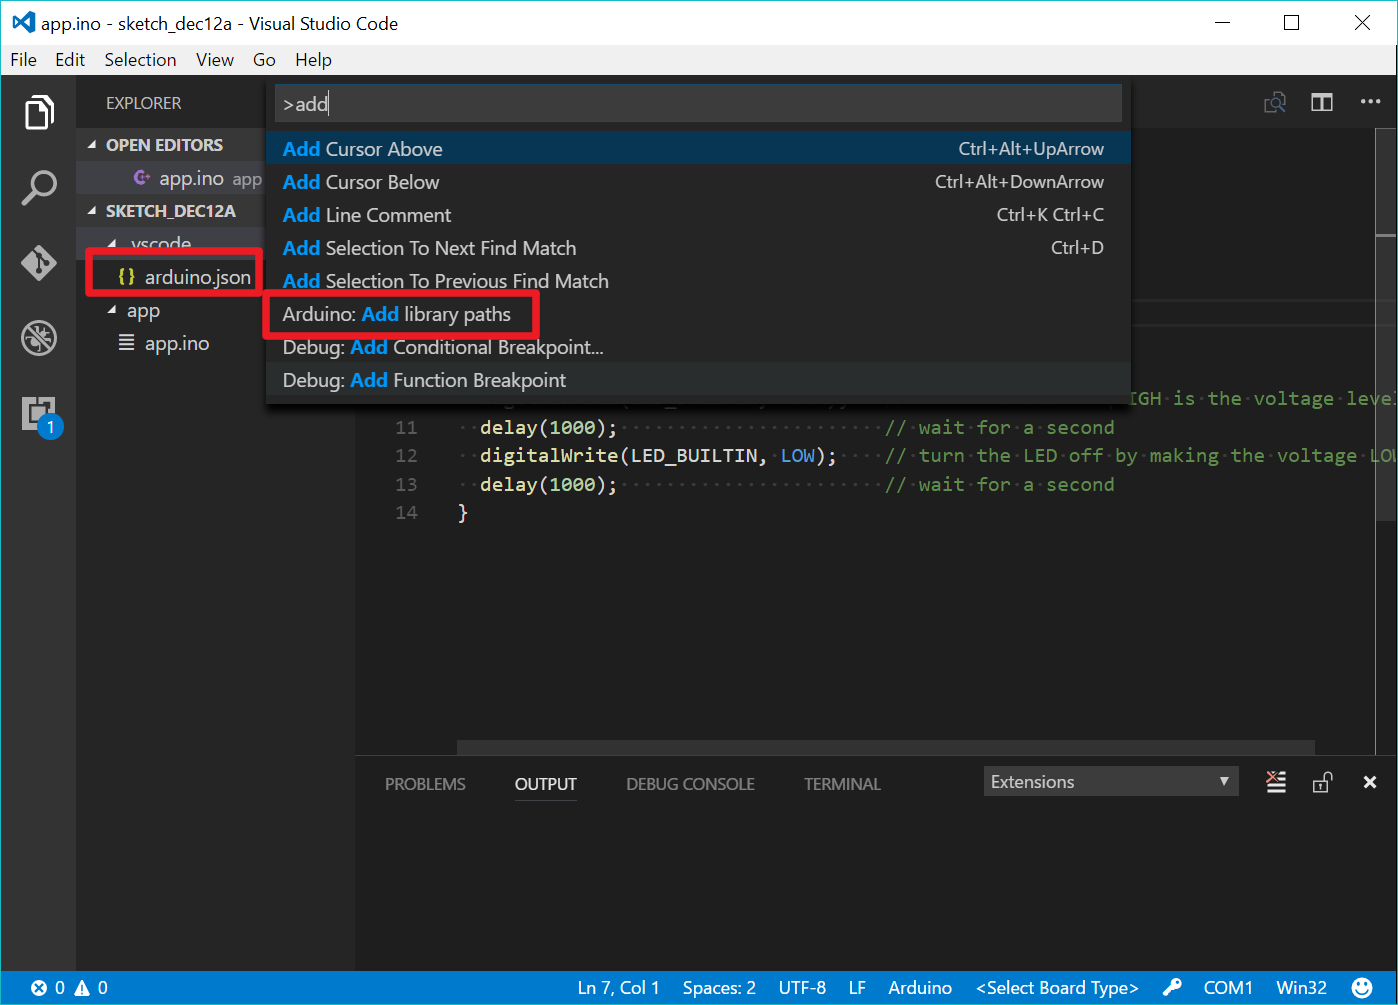 app.ino - sketch_dec12a - Visual Studio Code
File Edit Selection View Go Help
EXPLORER
OPEN EDITORS
app.ino app
SKETCH_DEC12A
.vscode
{} arduino.json
app
app.ino
1
>add
Add Cursor Above Ctrl+Alt+UpArrow
Add Cursor Below Ctrl+Alt+DownArrow
Add Line Comment Ctrl+K Ctrl+C
Add Selection To Next Find Match Ctrl+D
Add Selection To Previous Find Match
Arduino: Add library paths
Debug: Add Conditional Breakpoint...
Debug: Add Function Breakpoint
IGH is the voltage leve
11 delay(1000); // wait for a second
12 digitalWrite(LED_BUILTIN, LOW); // turn the LED off by making the voltage LOW
13 delay(1000); // wait for a second
14 }
PROBLEMS OUTPUT DEBUG CONSOLE TERMINAL Extensions
0 0 Ln 7, Col 1 Spaces: 2 UTF-8 LF Arduino <Select Board Type> COM1 Win32